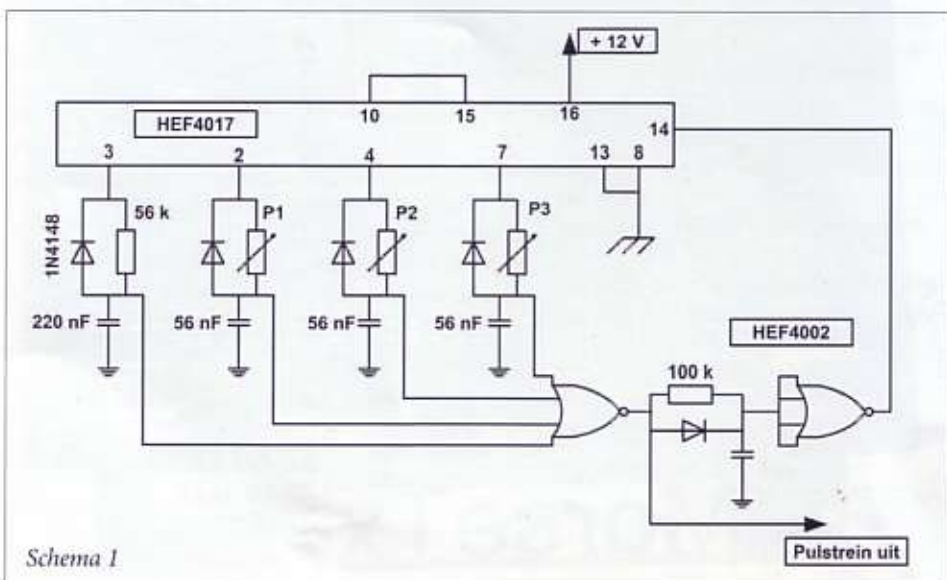 + 12 V
10 15 16 14
HEF4017
3 2 4 7 13 8
1N4148
56 k P1 P2 P3
220 nF 56 nF 56 nF 56 nF
HEF4002
100 k
Schema 1
Pulstrein uit